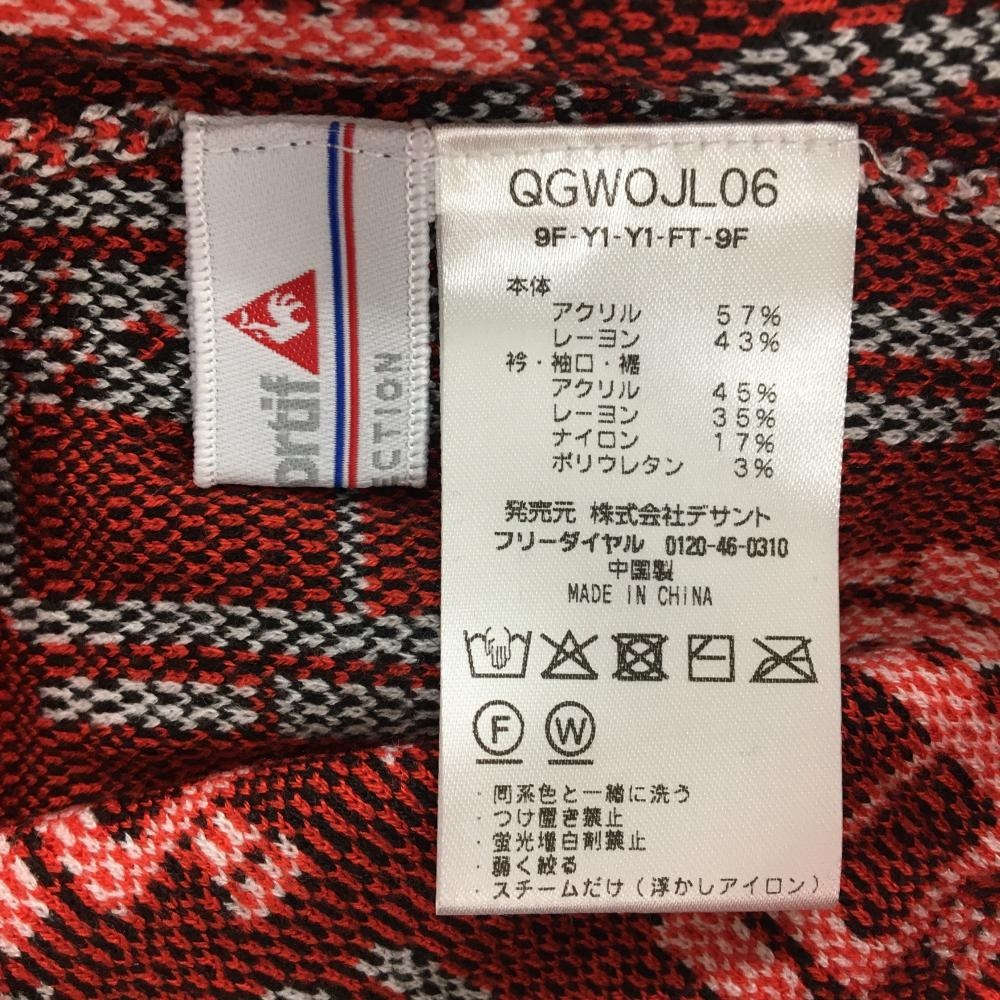 QGWOJL06
9F-Y1-Y1-FT-9F
本体
アクリル 57%
レーヨン 43%
衿・袖口・裾
アクリル 45%
レーヨン 35%
ナイロン 17%
ポリウレタン 3%
発売元 株式会社デサント
フリーダイヤル 0120-46-0310
中国製
MADE IN CHINA
F W
・同系色と一緒に洗う
・つけ置き禁止
・蛍光増白剤禁止
・弱く絞る
・スチームだけ(浮かしアイロン)
ECTION